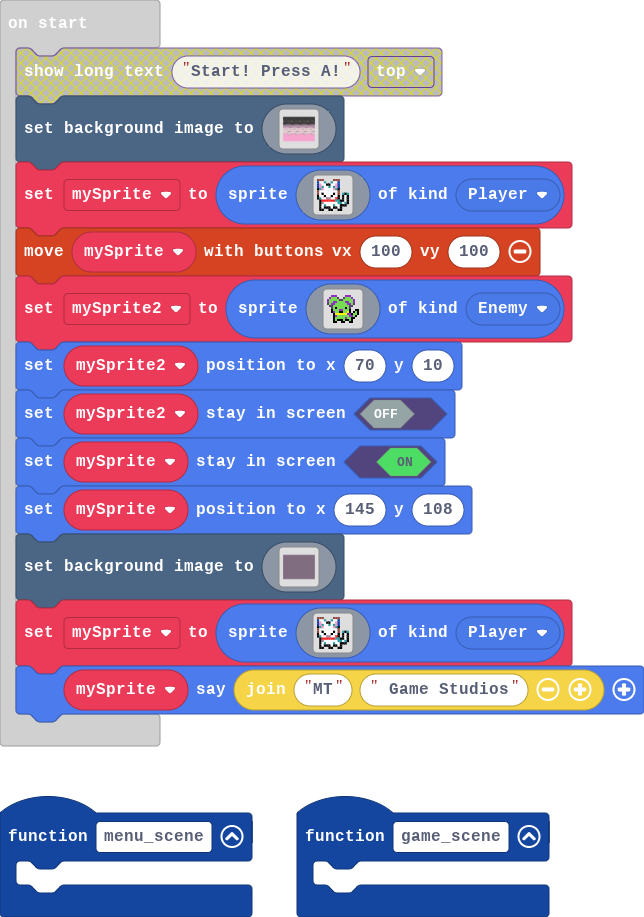 on start
show long text "Start! Press A!" top
set background image to
set mySprite to sprite of kind Player
move mySprite with buttons vx 100 vy 100
set mySprite2 to sprite of kind Enemy
set mySprite2 position to x 70 y 10
set mySprite2 stay in screen OFF
set mySprite stay in screen ON
set mySprite position to x 145 y 108
set background image to
set mySprite to sprite of kind Player
mySprite say join "MT" " Game Studios"
function menu_scene
function game_scene